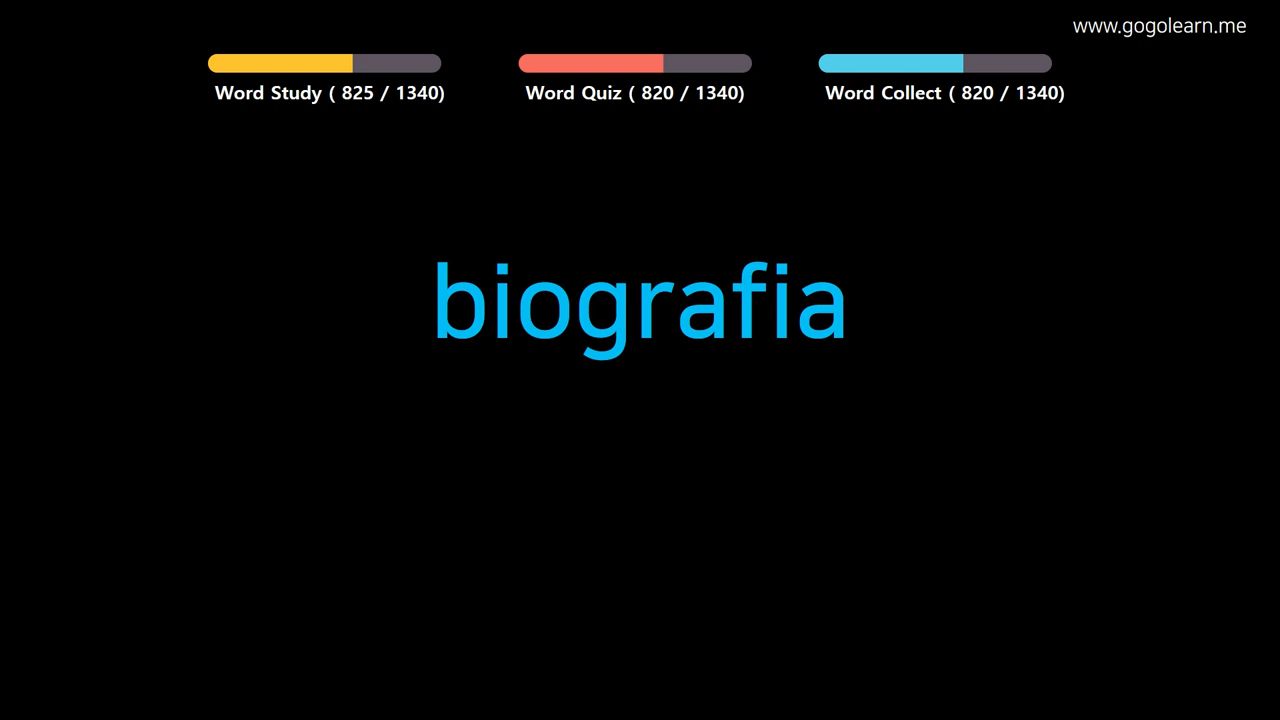 www.gogolearn.me
Word Study ( 825 / 1340)
Word Quiz ( 820 / 1340)
Word Collect ( 820 / 1340)
biografia